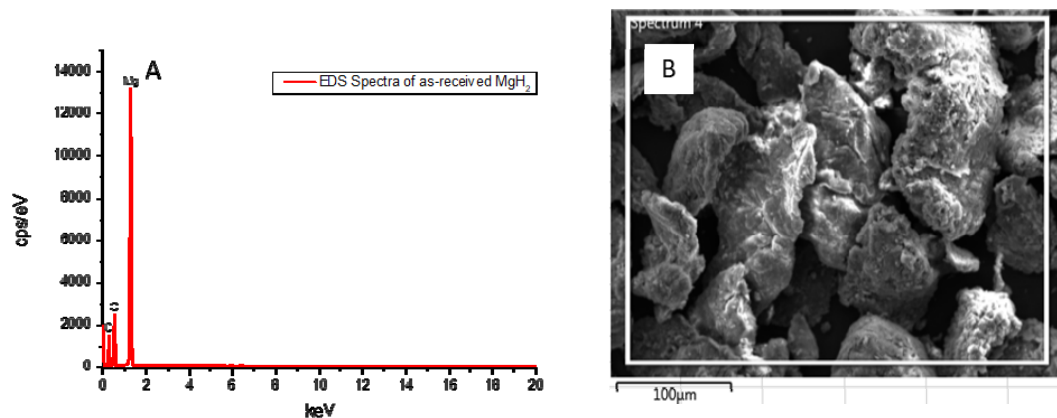 14000
12000
10000
8000
6000
4000
2000
0
cps/eV
Mg A
EDS Spectra of as-received MgH₂
C O
0 2 4 6 8 10 12 14 16 18 20
keV
Spectrum 4
B
100µm